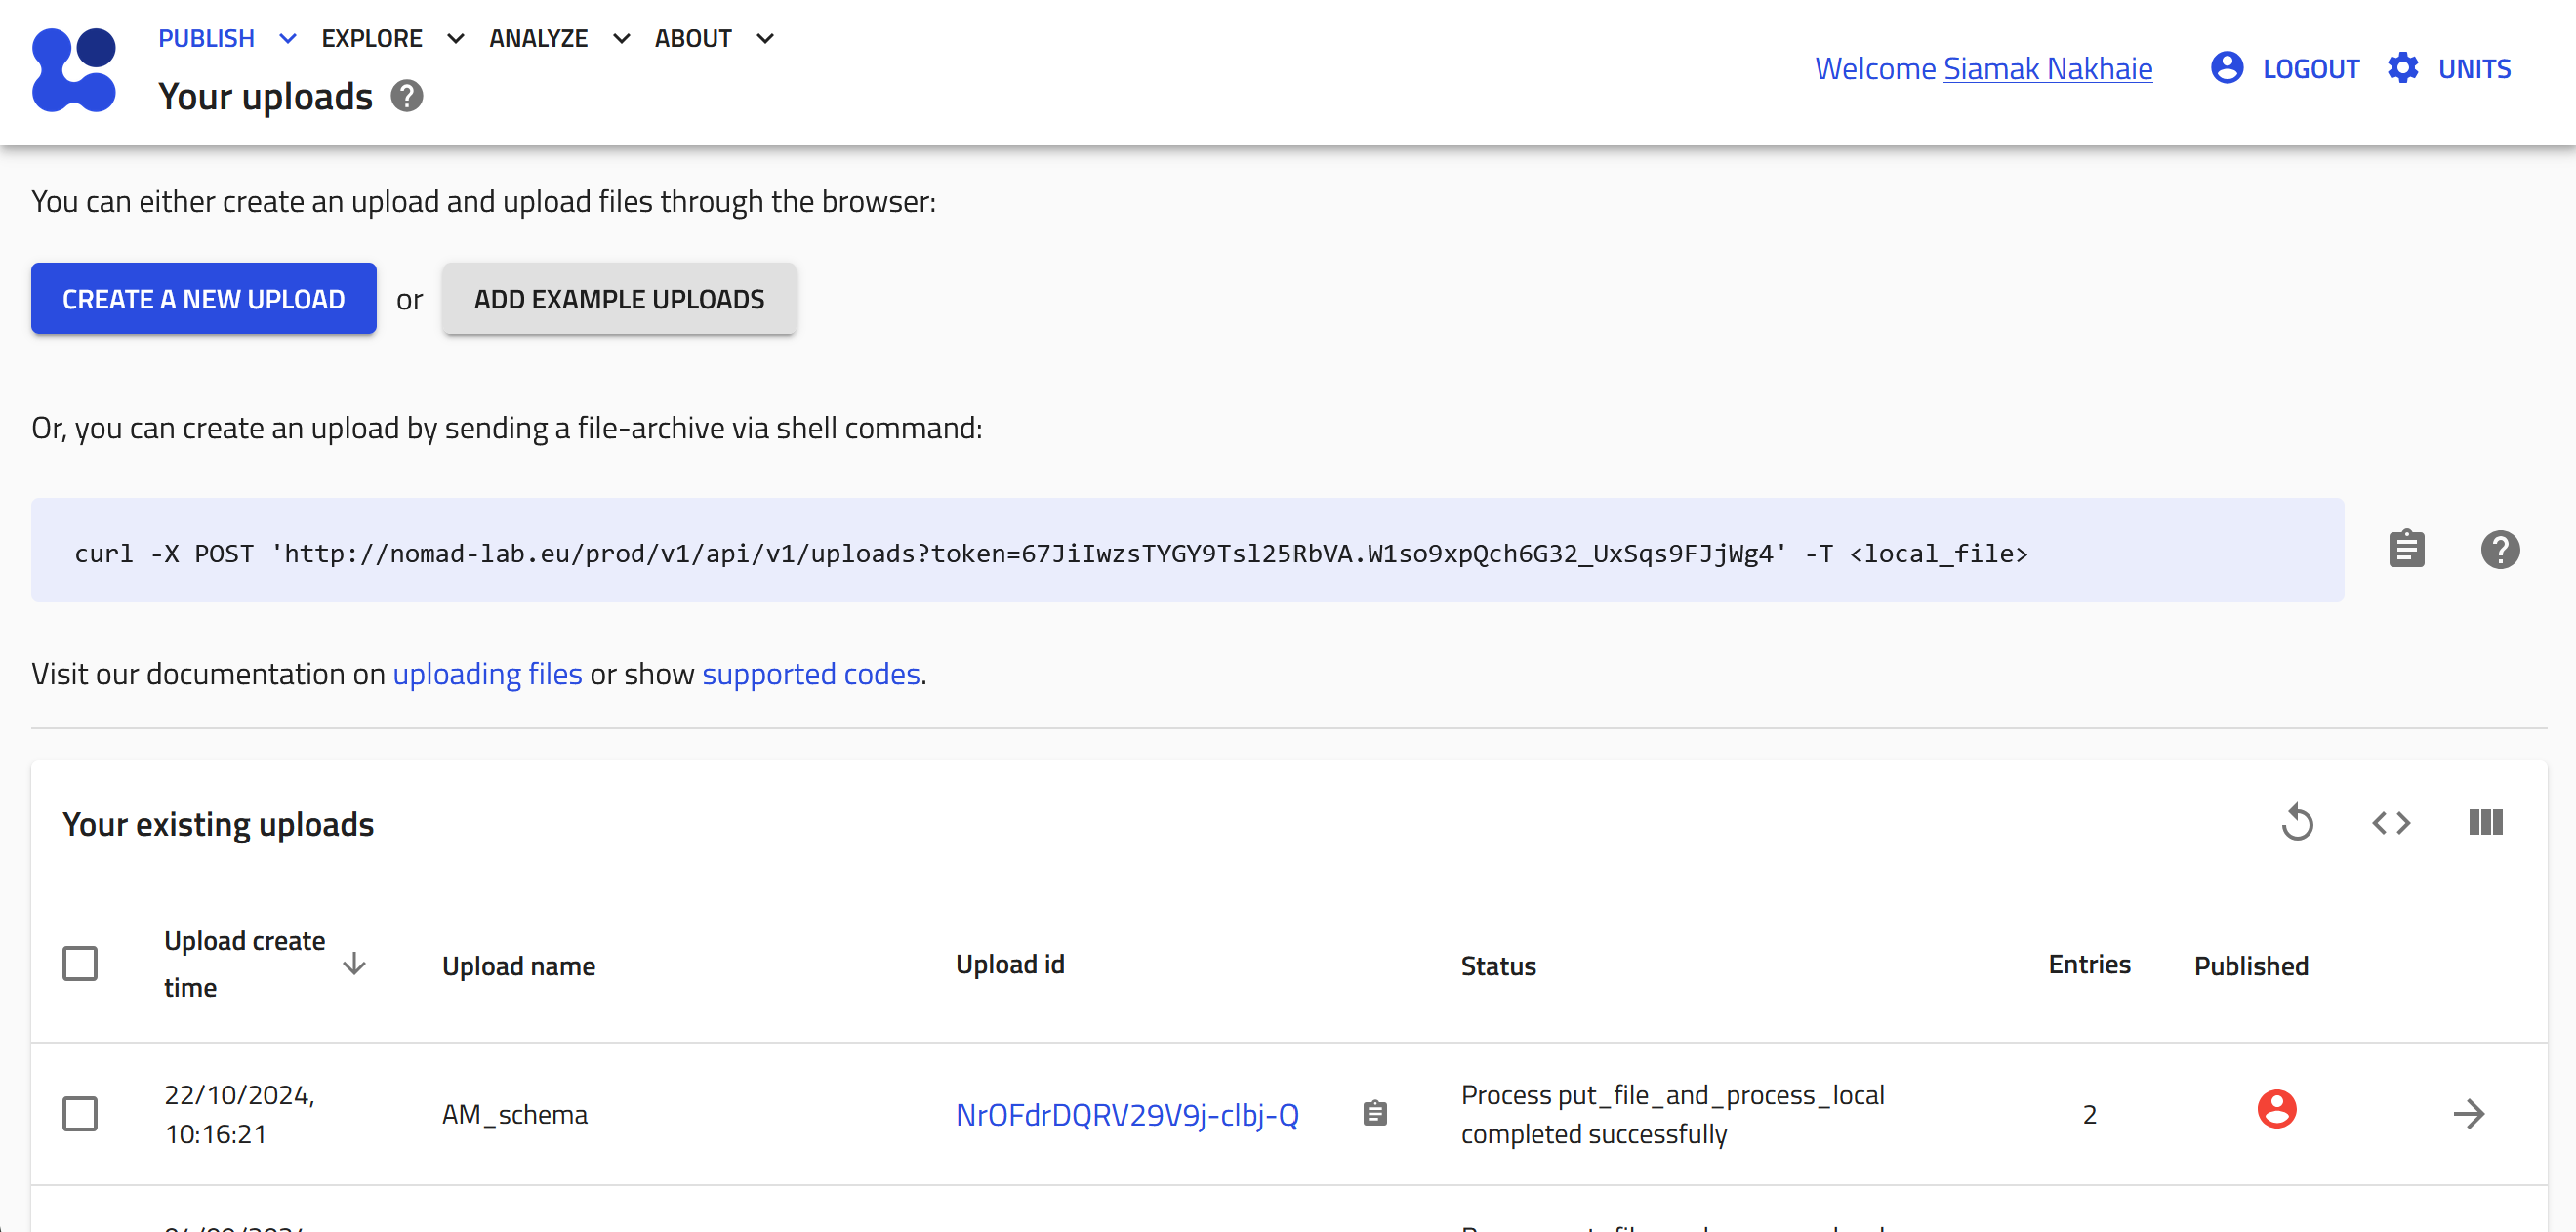 PUBLISH EXPLORE ANALYZE ABOUT
Your uploads
Welcome Siamak Nakhaie LOGOUT UNITS
You can either create an upload and upload files through the browser:
CREATE A NEW UPLOAD or ADD EXAMPLE UPLOADS
Or, you can create an upload by sending a file-archive via shell command:
curl -X POST 'http://nomad-lab.eu/prod/v1/api/v1/uploads?token=67JiIwzsTYGY9Tsl25RbVA.W1so9xpQch6G32_UxSqs9FJjWg4' -T <local_file>
Visit our documentation on uploading files or show supported codes.
Your existing uploads
Upload create
time
Upload name
Upload id
Status
Entries
Published
22/10/2024,
10:16:21
AM_schema
NrOFdrDQRV29V9j-clbj-Q
Process put_file_and_process_local
completed successfully
2